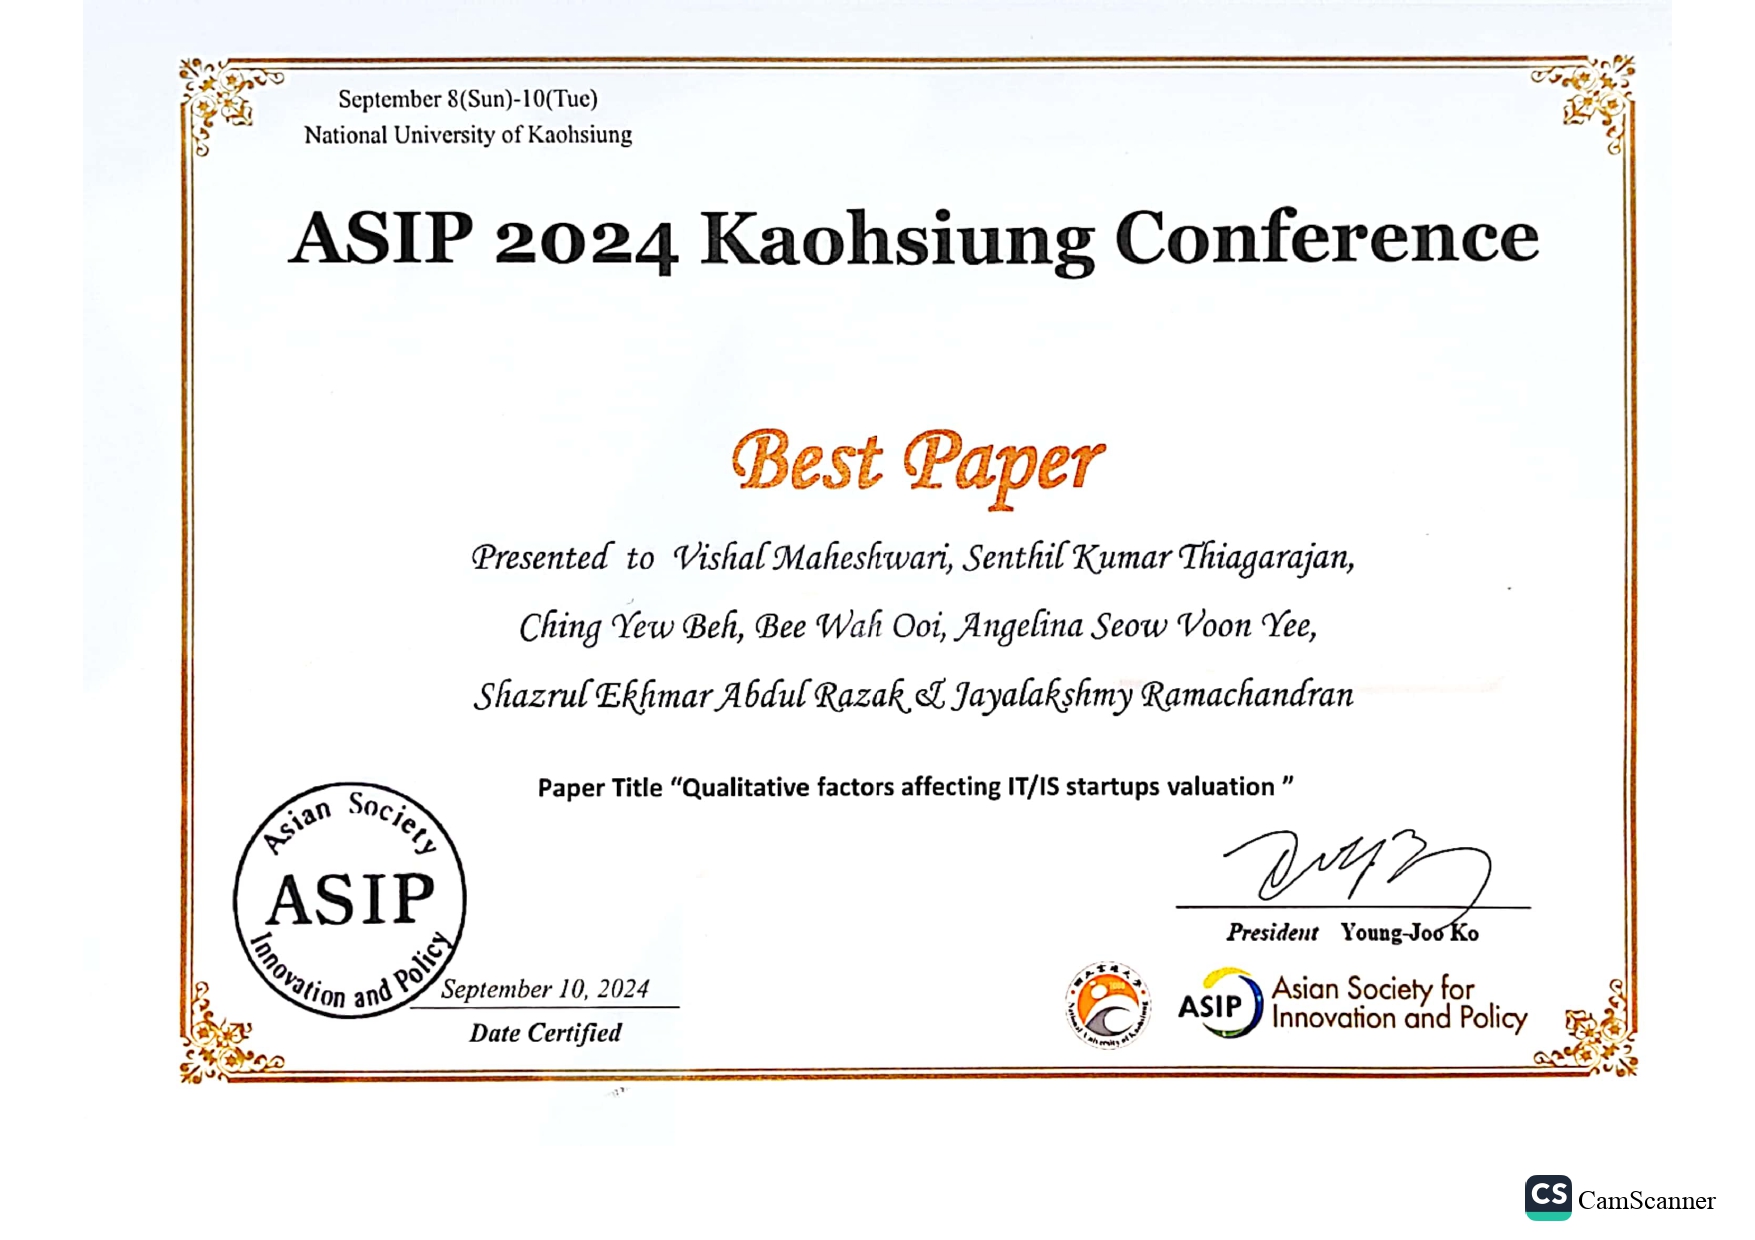 September 8(Sun)-10(Tue)
National University of Kaohsiung
ASIP 2024 Kaohsiung Conference
Best Paper
Presented to Vishal Maheshwari, Senthil Kumar Thiagarajan,
Ching Yew Beh, Bee Wah Ooi, Angelina Seow Voon Yee,
Shazrul Ekhmar Abdul Razak & Jayalakshmy Ramachandran
Paper Title “Qualitative factors affecting IT/IS startups valuation ”
Asian Society
ASIP
Innovation and Policy
September 10, 2024
Date Certified
President Young-Joo Ko
National University of Kaohsiung
ASIP
Asian Society for
Innovation and Policy
CS CamScanner